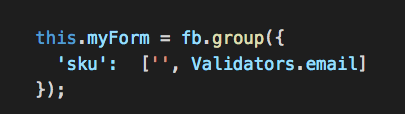 this.myForm = fb.group({
  'sku':  ['', Validators.email]
});